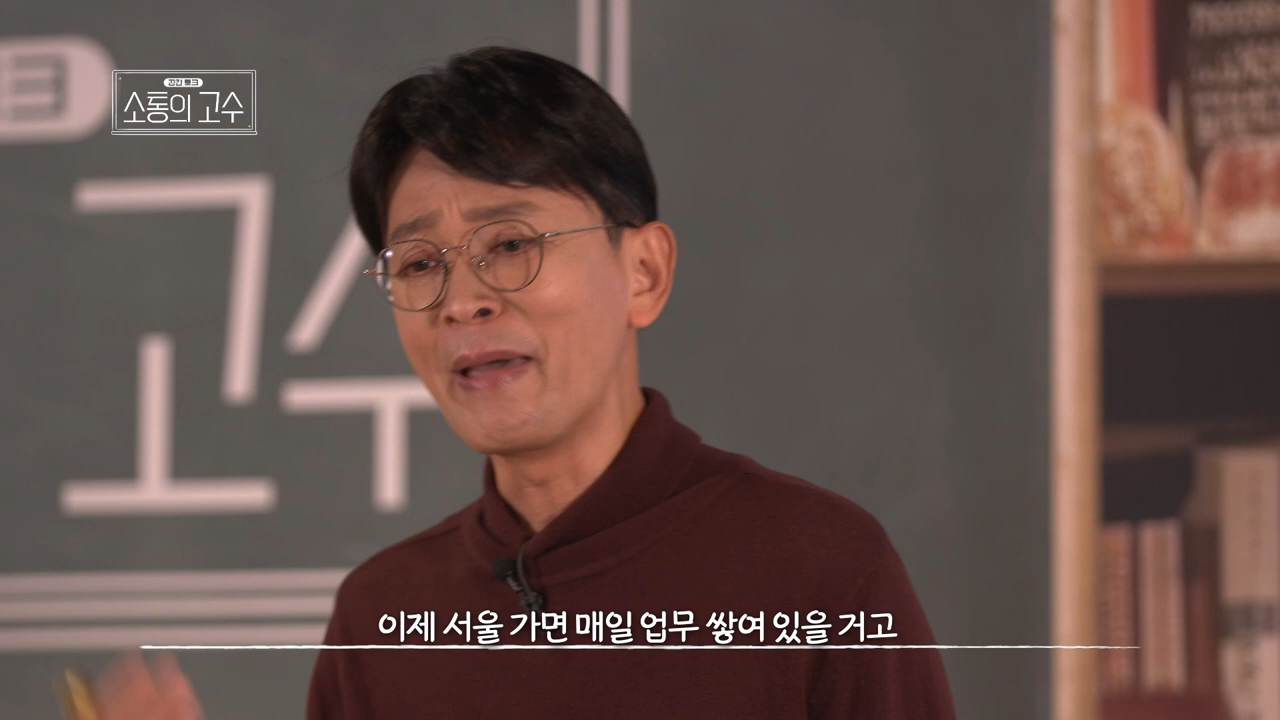 소통의 고수
고수
이제 서울 가면 매일 업무 쌓여 있을 거고